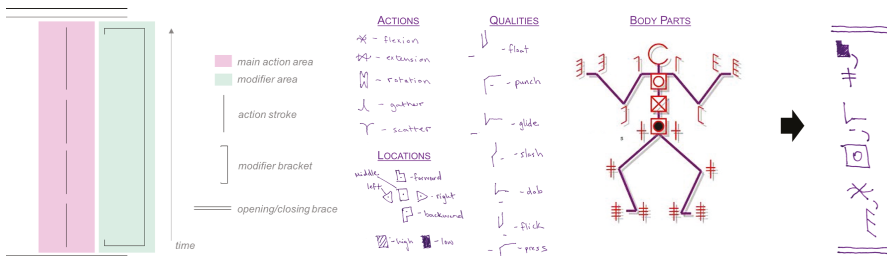 main action area
modifier area
action stroke
modifier bracket
opening/closing brace
time
ACTIONS
- flexion
- extension
- rotation
- gather
- scatter
LOCATIONS
middle
left
- forward
- right
- backward
- high
- low
QUALITIES
- float
- punch
- glide
- slash
- dab
- flick
- press
BODY PARTS